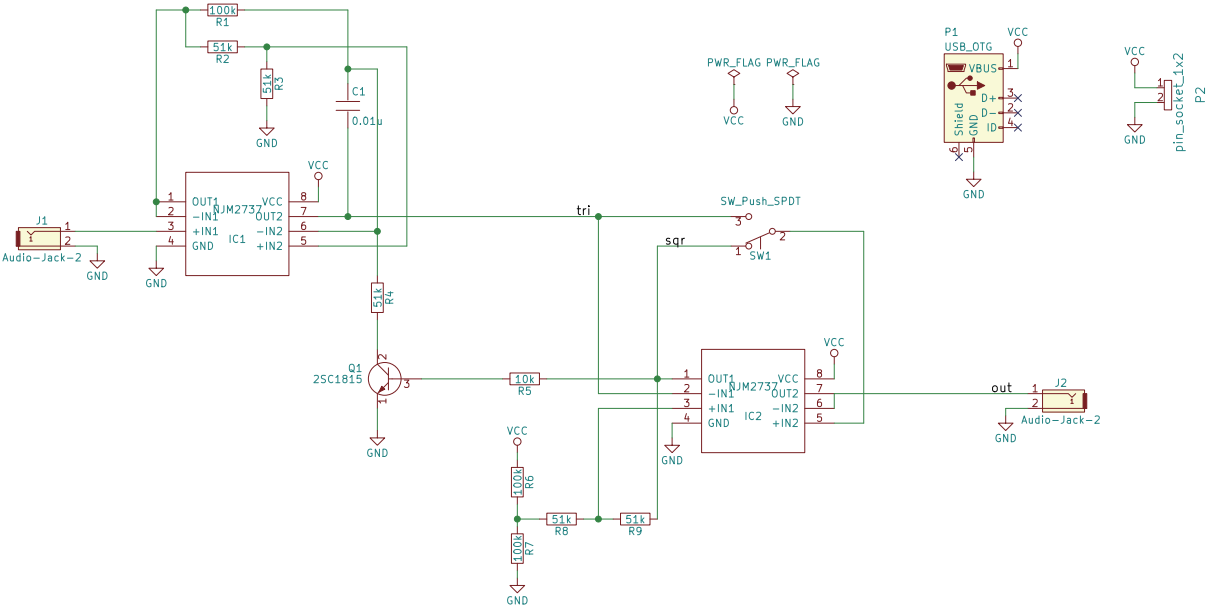 100k
R1
51k
R2
51k
R3
GND
C1
0.01u
PWR_FLAG
PWR_FLAG
VCC
GND
P1
USB_OTG
VCC
VBUS
1
D+
3
D-
2
ID
4
Shield
GND
6
5
GND
VCC
1
2
GND
pin_socket_1x2
P2
VCC
1
OUT1
VCC
8
2
-IN1
NJM2737
OUT2
7
3
+IN1
-IN2
6
IC1
4
GND
+IN2
5
GND
J1
1
2
Audio-Jack-2
GND
tri
sqr
SW_Push_SPDT
3
2
1
SW1
51k
R4
Q1
2SC1815
2
3
1
GND
10k
R5
VCC
1
OUT1
VCC
8
2
-IN1
NJM2737
OUT2
7
3
+IN1
-IN2
6
IC2
4
GND
+IN2
5
GND
out
J2
1
2
Audio-Jack-2
GND
VCC
100k
R6
51k
R8
51k
R9
100k
R7
GND